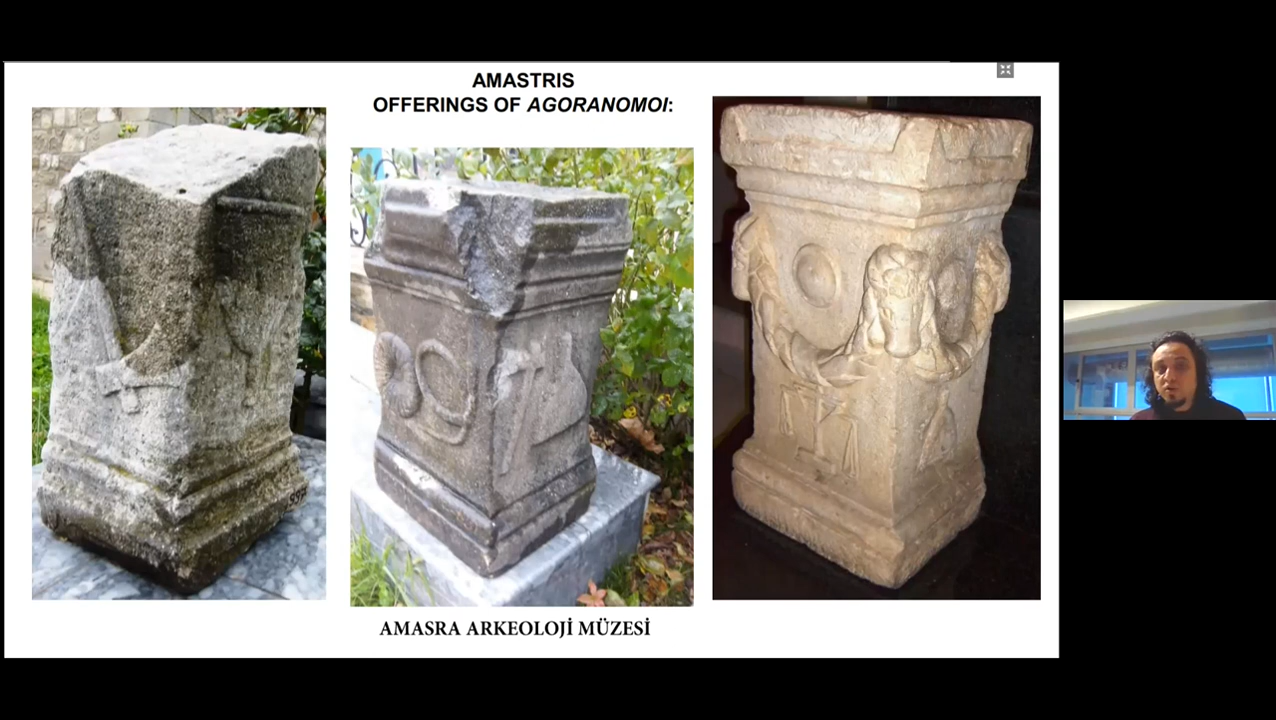 AMASTRIS
OFFERINGS OF AGORANOMOI:
AMASRA ARKEOLOJİ MÜZESİ